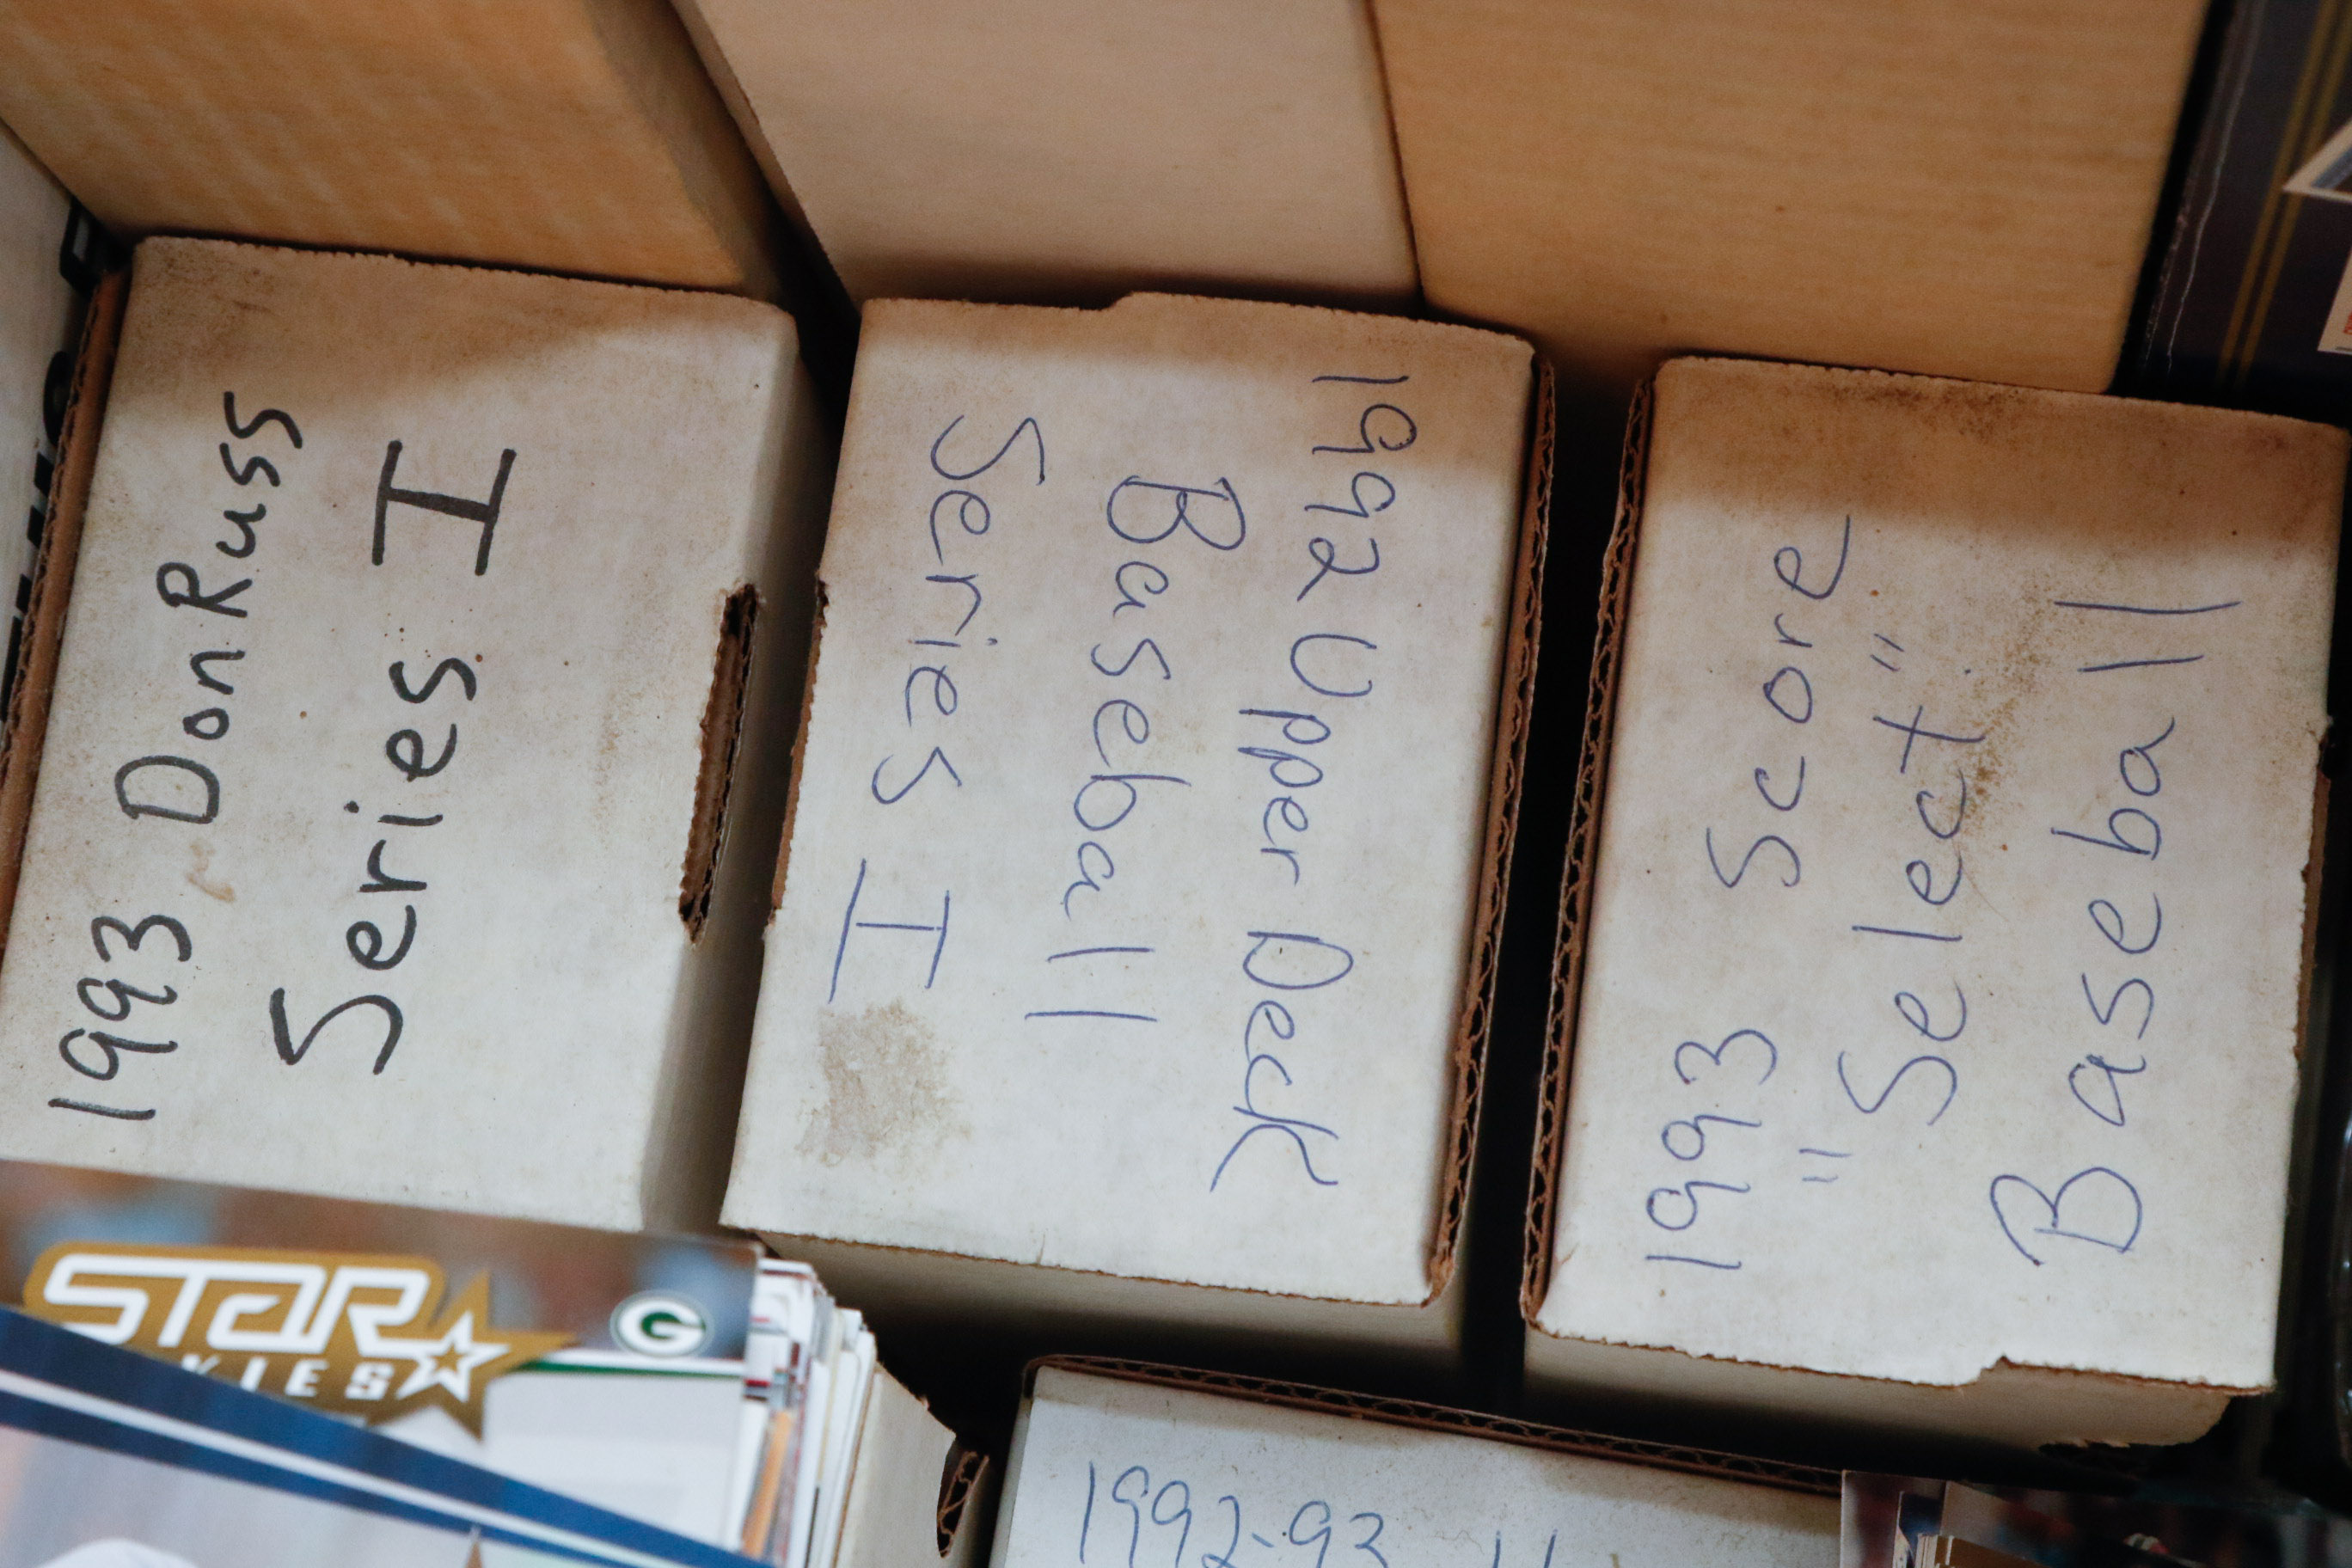 1993 DonRuss
Series I
1992 Upper Deck
Baseball
Series I
1993 Score
"Select"
Baseball
STAR
G
1992-93